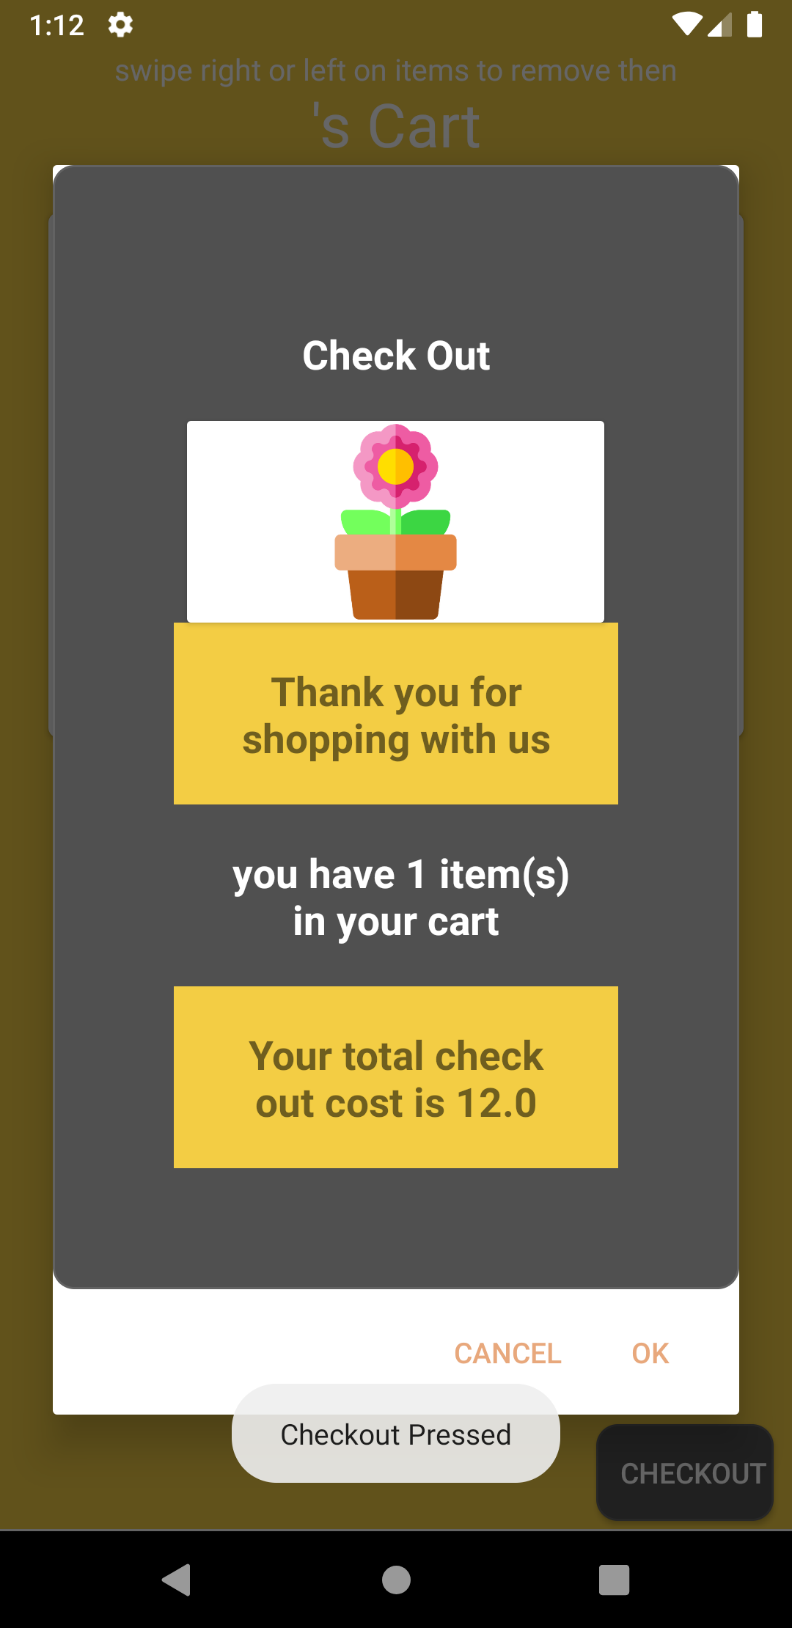 1:12
swipe right or left on items to remove then
's Cart
Check Out
Thank you for
shopping with us
you have 1 item(s)
in your cart
Your total check
out cost is 12.0
CANCEL OK
Checkout Pressed
CHECKOUT